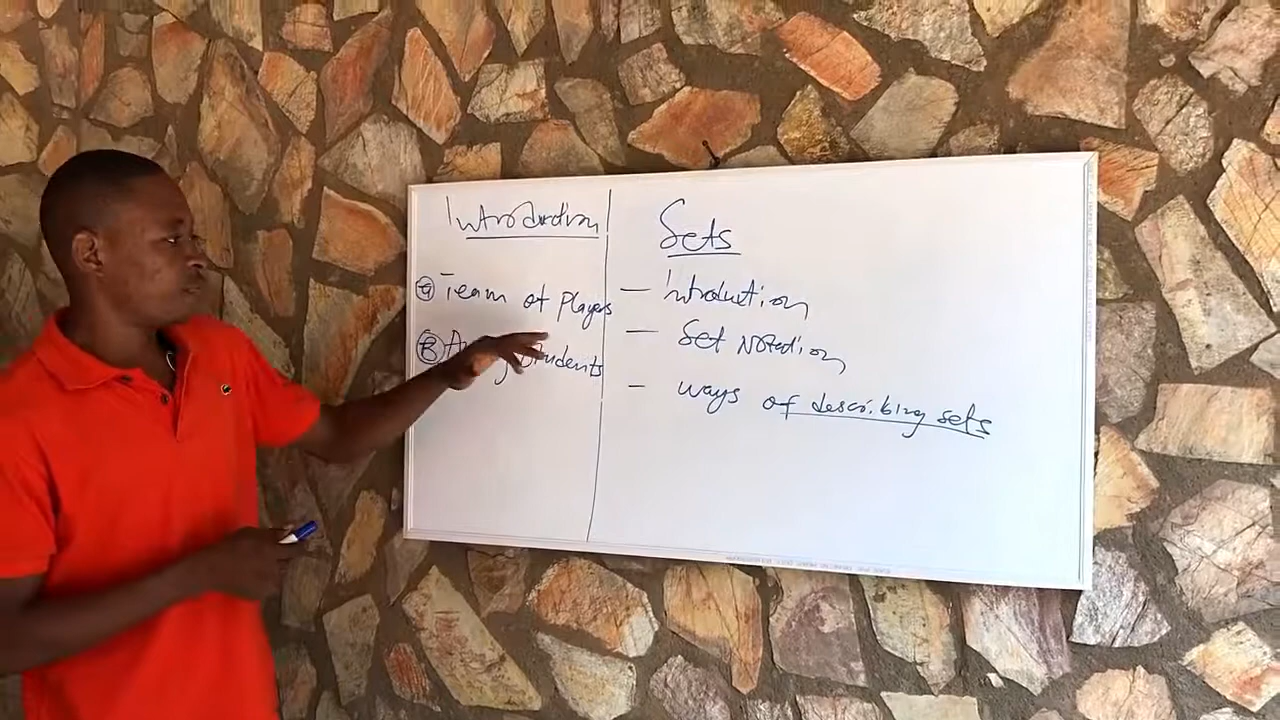 Introduction
a Team of Players
B Students
Sets
— Introduction
— Set Notation
— ways of describing sets